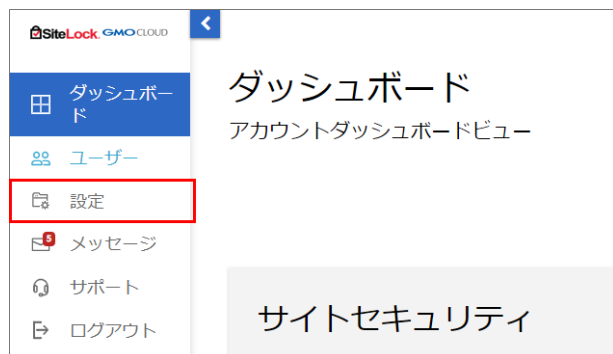 SiteLock GMO CLOUD
ダッシュボー
ド
ユーザー
設定
5
メッセージ
サポート
ログアウト
ダッシュボード
アカウントダッシュボードビュー
サイトセキュリティ